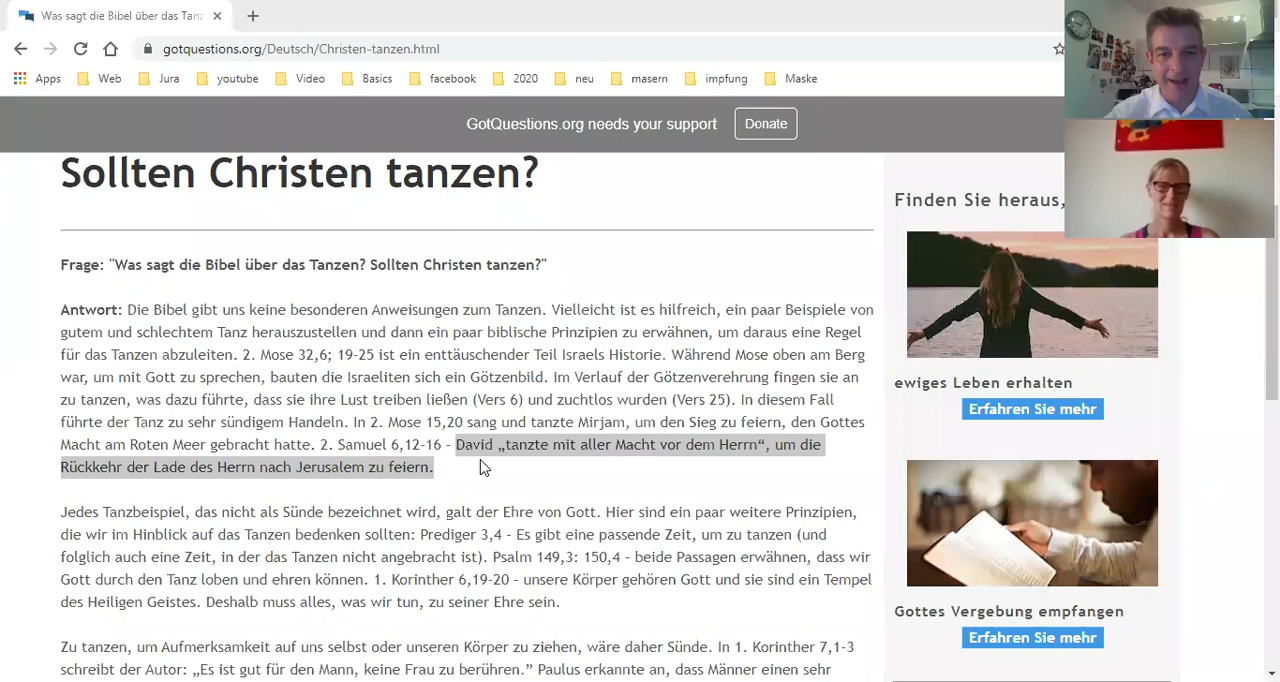 Was sagt die Bibel über das Tanz
gotquestions.org/Deutsch/Christen-tanzen.html
Apps Web Jura youtube Video Basics facebook 2020 neu masern impfung Maske
GotQuestions.org needs your support Donate
Sollten Christen tanzen?
Frage: "Was sagt die Bibel über das Tanzen? Sollten Christen tanzen?"
Antwort: Die Bibel gibt uns keine besonderen Anweisungen zum Tanzen. Vielleicht ist es hilfreich, ein paar Beispiele von
gutem und schlechtem Tanz herauszustellen und dann ein paar biblische Prinzipien zu erwähnen, um daraus eine Regel
für das Tanzen abzuleiten. 2. Mose 32,6; 19-25 ist ein enttäuschender Teil Israels Historie. Während Mose oben am Berg
war, um mit Gott zu sprechen, bauten die Israeliten sich ein Götzenbild. Im Verlauf der Götzenverehrung fingen sie an
zu tanzen, was dazu führte, dass sie ihre Lust treiben ließen (Vers 6) und zuchtlos wurden (Vers 25). In diesem Fall
führte der Tanz zu sehr sündigem Handeln. In 2. Mose 15,20 sang und tanzte Mirjam, um den Sieg zu feiern, den Gottes
Macht am Roten Meer gebracht hatte. 2. Samuel 6,12-16 - David „tanzte mit aller Macht vor dem Herrn“, um die
Rückkehr der Lade des Herrn nach Jerusalem zu feiern.
Jedes Tanzbeispiel, das nicht als Sünde bezeichnet wird, galt der Ehre von Gott. Hier sind ein paar weitere Prinzipien,
die wir im Hinblick auf das Tanzen bedenken sollten: Prediger 3,4 - Es gibt eine passende Zeit, um zu tanzen (und
folglich auch eine Zeit, in der das Tanzen nicht angebracht ist). Psalm 149,3: 150,4 - beide Passagen erwähnen, dass wir
Gott durch den Tanz loben und ehren können. 1. Korinther 6,19-20 - unsere Körper gehören Gott und sie sind ein Tempel
des Heiligen Geistes. Deshalb muss alles, was wir tun, zu seiner Ehre sein.
Zu tanzen, um Aufmerksamkeit auf uns selbst oder unseren Körper zu ziehen, wäre daher Sünde. In 1. Korinther 7,1-3
schreibt der Autor: „Es ist gut für den Mann, keine Frau zu berühren.” Paulus erkannte an, dass Männer einen sehr
Finden Sie heraus,
ewiges Leben erhalten
Erfahren Sie mehr
Gottes Vergebung empfangen
Erfahren Sie mehr